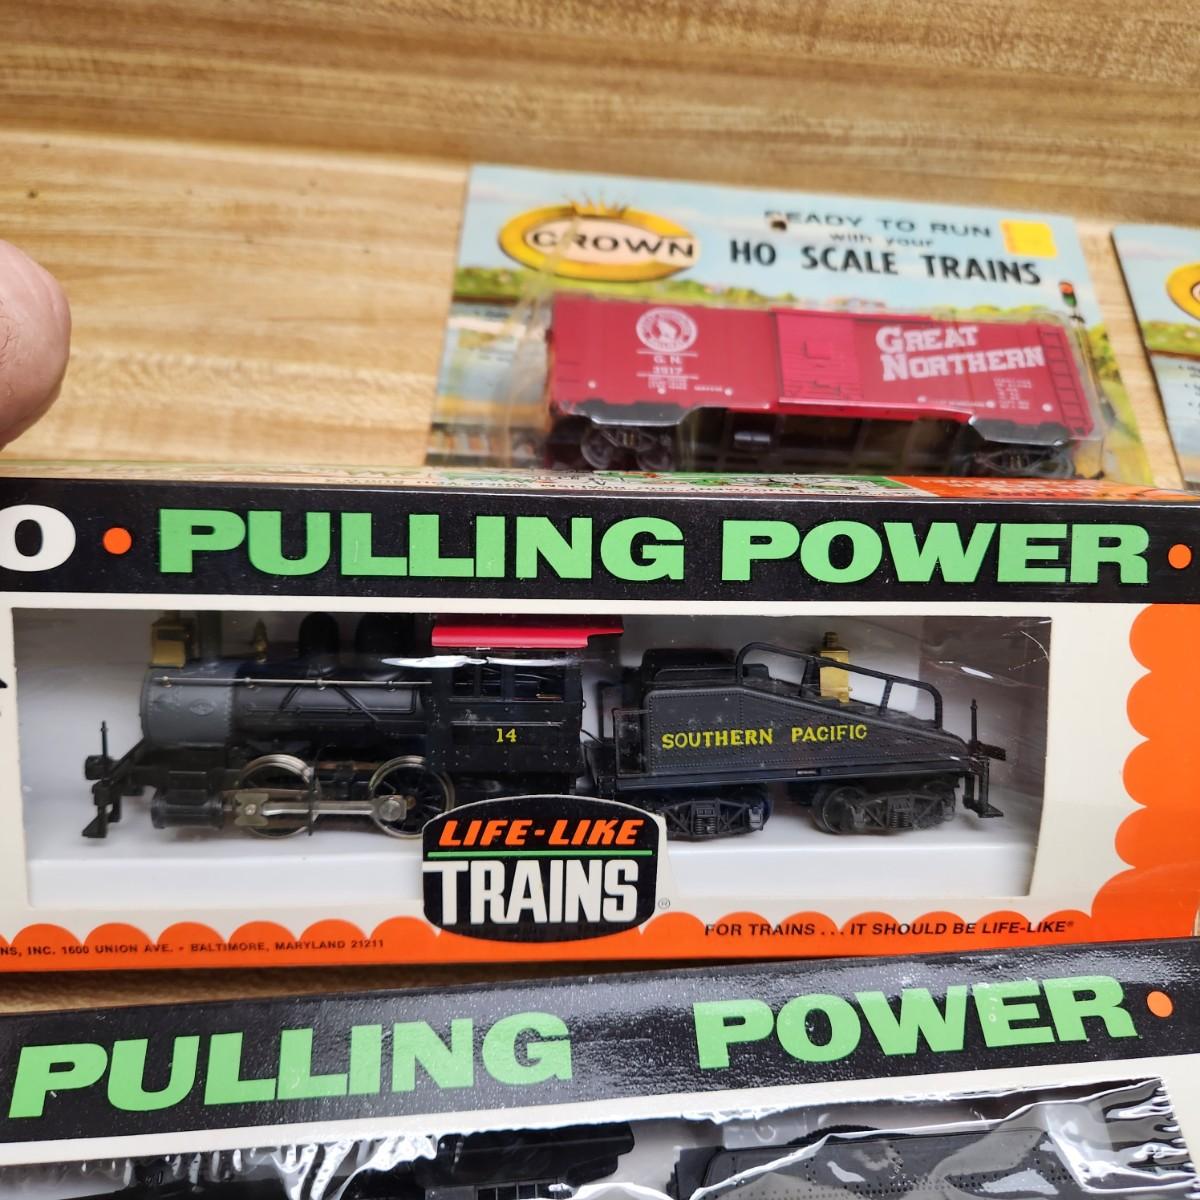 CROWN
READY TO RUN
with your
HO SCALE TRAINS
G.N.
3517
GREAT
NORTHERN
O • PULLING POWER •
14
SOUTHERN PACIFIC
LIFE-LIKE
TRAINS
®
NS, INC. 1600 UNION AVE. • BALTIMORE, MARYLAND 21211
FOR TRAINS . . . IT SHOULD BE LIFE-LIKE®
PULLING POWER •